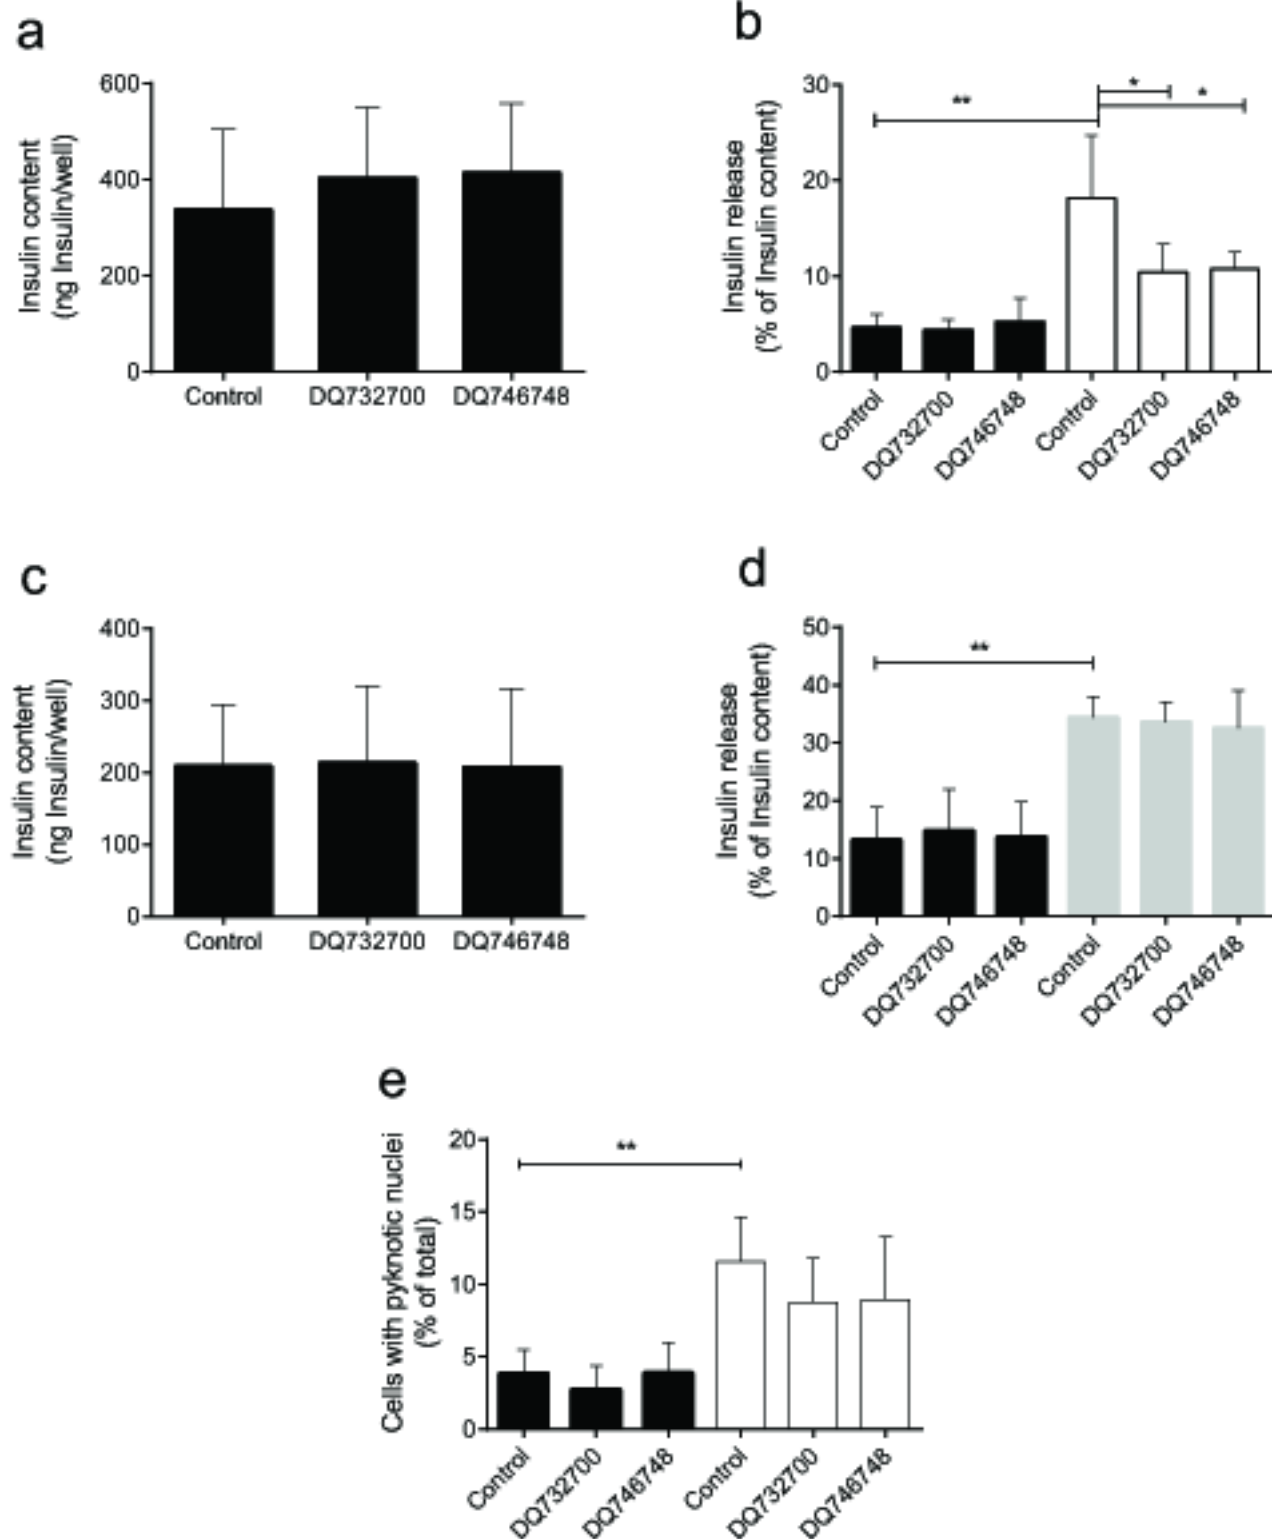 a
Insulin content
(ng Insulin/well)
600
400
200
0
Control DQ732700 DQ746748
b
Insulin release
(% of Insulin content)
30
20
10
0
** * *
Control DQ732700 DQ746748 Control DQ732700 DQ746748
c
Insulin content
(ng Insulin/well)
400
300
200
100
0
Control DQ732700 DQ746748
d
Insulin release
(% of Insulin content)
50
40
30
20
10
0
**
Control DQ732700 DQ746748 Control DQ732700 DQ746748
e
Cells with pyknotic nuclei
(% of total)
20
15
10
5
0
**
Control DQ732700 DQ746748 Control DQ732700 DQ746748